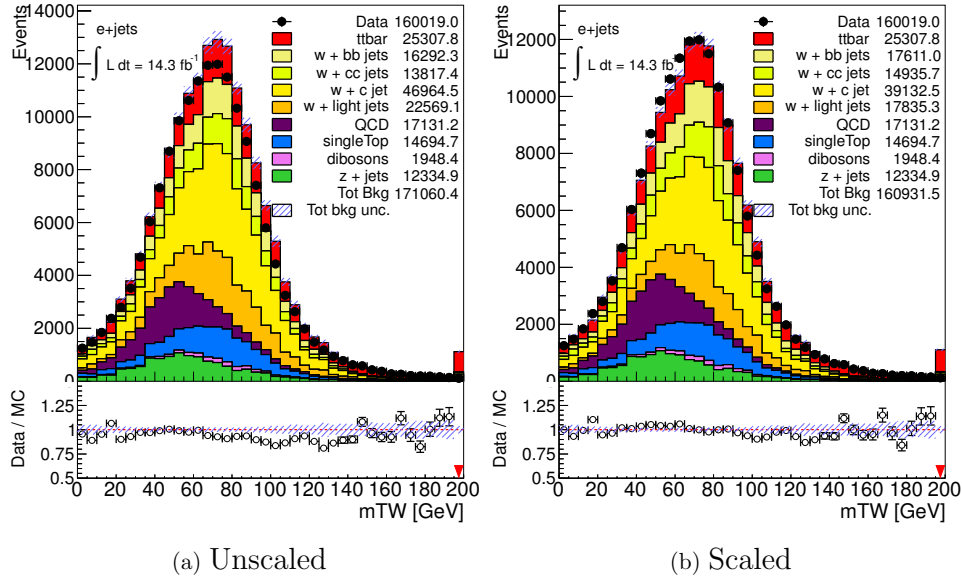 Events
e+jets
∫ L dt = 14.3 fb-1
Data 160019.0
ttbar 25307.8
w + bb jets 16292.3
w + cc jets 13817.4
w + c jet 46964.5
w + light jets 22569.1
QCD 17131.2
singleTop 14694.7
dibosons 1948.4
z + jets 12334.9
Tot Bkg 171060.4
Tot bkg unc.
12000
10000
8000
6000
4000
2000
0
Data / MC
1.25
1
0.75
0.5
0 20 40 60 80 100 120 140 160 180 200
mTW [GeV]
(a) Unscaled
Events
e+jets
∫ L dt = 14.3 fb-1
Data 160019.0
ttbar 25307.8
w + bb jets 17611.0
w + cc jets 14935.7
w + c jet 39132.5
w + light jets 17835.3
QCD 17131.2
singleTop 14694.7
dibosons 1948.4
z + jets 12334.9
Tot Bkg 160931.5
Tot bkg unc.
12000
10000
8000
6000
4000
2000
0
Data / MC
1.25
1
0.75
0.5
0 20 40 60 80 100 120 140 160 180 200
mTW [GeV]
(b) Scaled